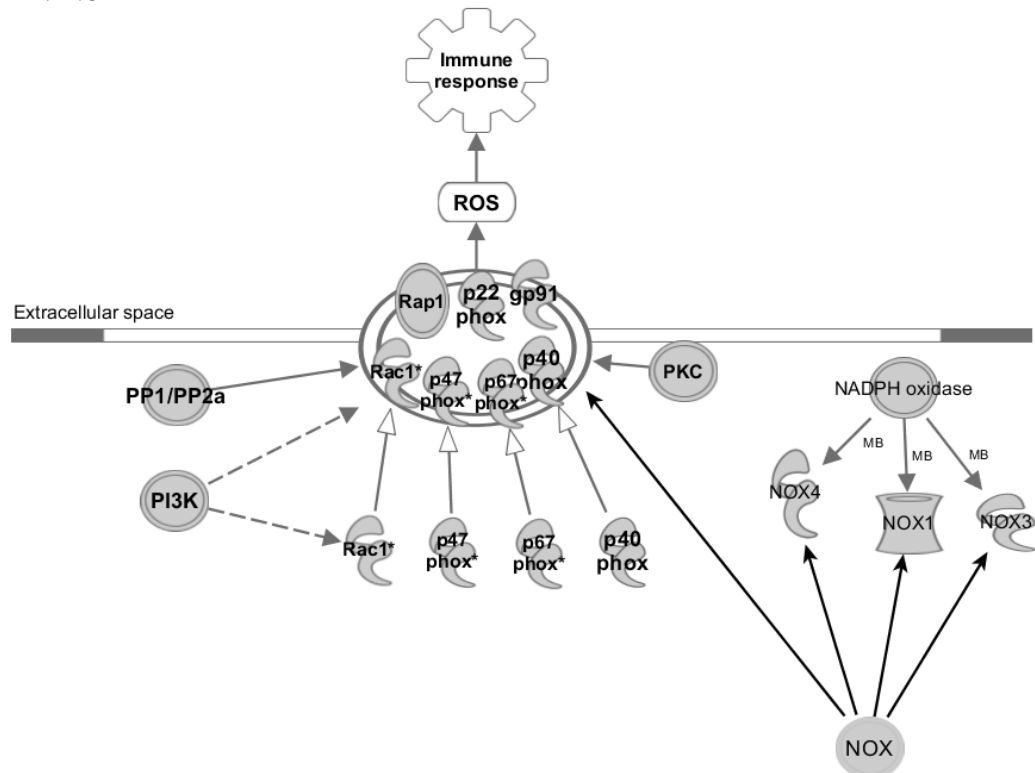 Immune
response
ROS
Rap1
p22
phox
gp91
Extracellular space
Rac1*
p47
phox*
p67
phox*
p40
phox
PKC
PP1/PP2a
NADPH oxidase
MB
MB
MB
PI3K
NOX4
NOX1
NOX3
Rac1*
p47
phox*
p67
phox*
p40
phox
NOX